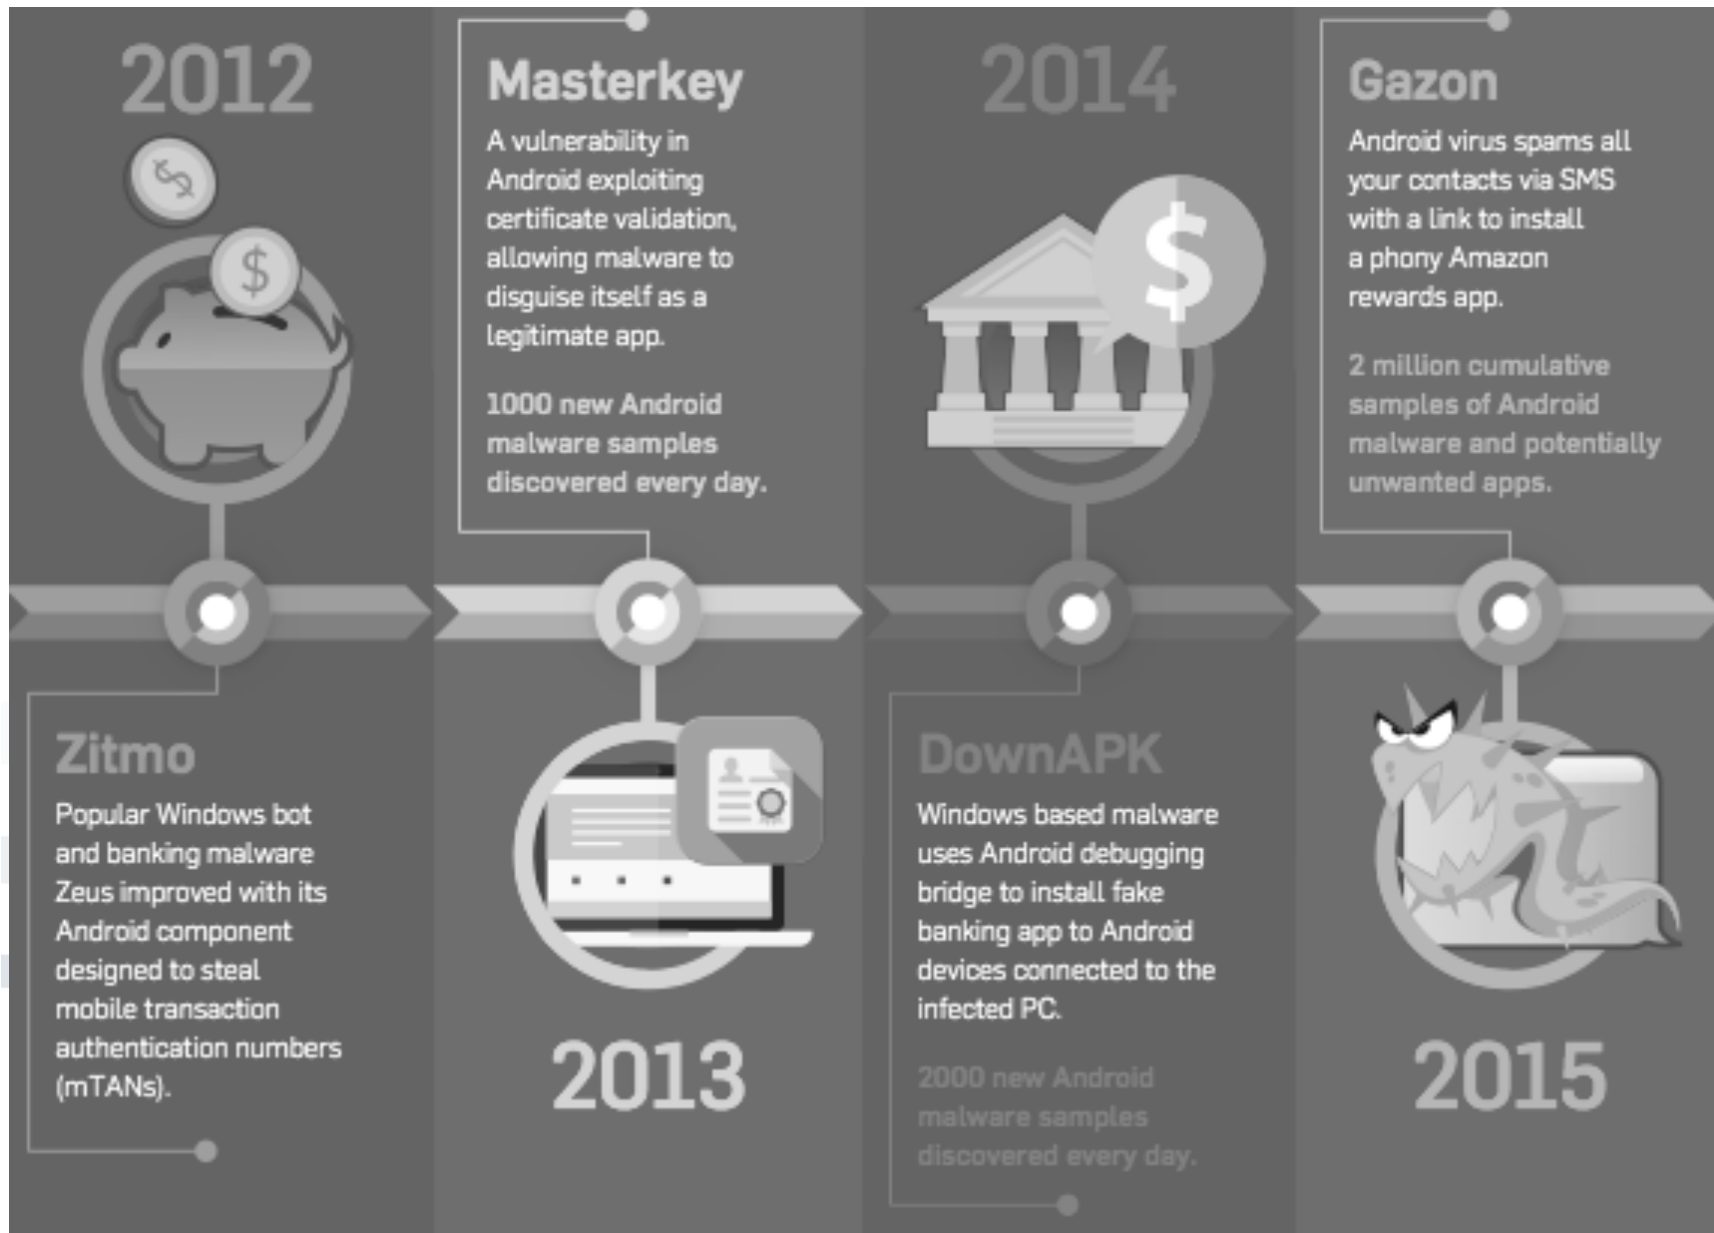 2012
Zitmo
Popular Windows bot
and banking malware
Zeus improved with its
Android component
designed to steal
mobile transaction
authentication numbers
(mTANs).
Masterkey
A vulnerability in
Android exploiting
certificate validation,
allowing malware to
disguise itself as a
legitimate app.
1000 new Android
malware samples
discovered every day.
2013
2014
$
DownAPK
Windows based malware
uses Android debugging
bridge to install fake
banking app to Android
devices connected to the
infected PC.
2000 new Android
malware samples
discovered every day.
Gazon
Android virus spams all
your contacts via SMS
with a link to install
a phony Amazon
rewards app.
2 million cumulative
samples of Android
malware and potentially
unwanted apps.
2015